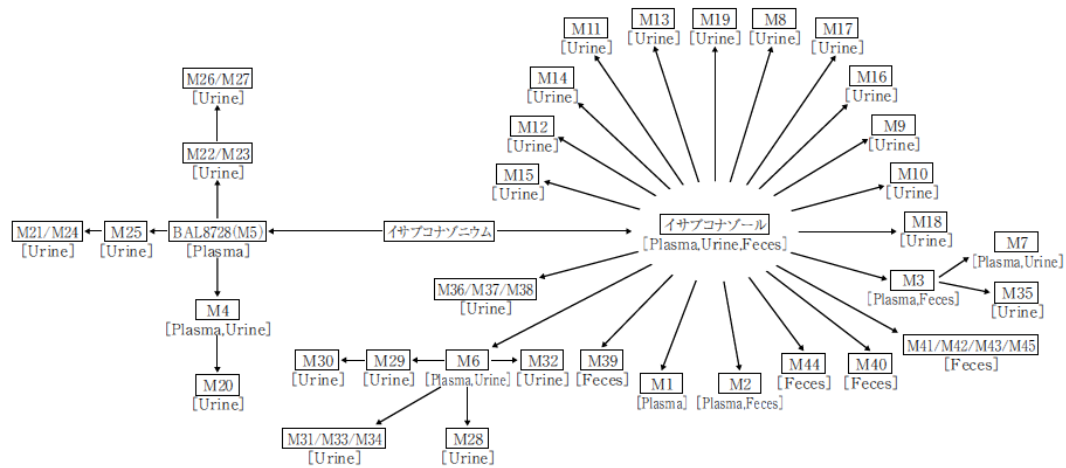 M11
[Urine]
M13
[Urine]
M19
[Urine]
M8
[Urine]
M17
[Urine]
M26/M27
[Urine]
M14
[Urine]
M16
[Urine]
M12
[Urine]
M9
[Urine]
M22/M23
[Urine]
M15
[Urine]
M10
[Urine]
M21/M24
[Urine]
M25
[Urine]
BAL8728(M5)
[Plasma]
イサブコナゾニウム
イサブコナゾール
[Plasma,Urine,Feces]
M18
[Urine]
M7
[Plasma,Urine]
M3
[Plasma,Feces]
M35
[Urine]
M36/M37/M38
[Urine]
M4
[Plasma,Urine]
M41/M42/M43/M45
[Feces]
M30
[Urine]
M29
[Urine]
M6
[Plasma,Urine]
M32
[Urine]
M39
[Feces]
M1
[Plasma]
M2
[Plasma,Feces]
M44
[Feces]
M40
[Feces]
M20
[Urine]
M31/M33/M34
[Urine]
M28
[Urine]